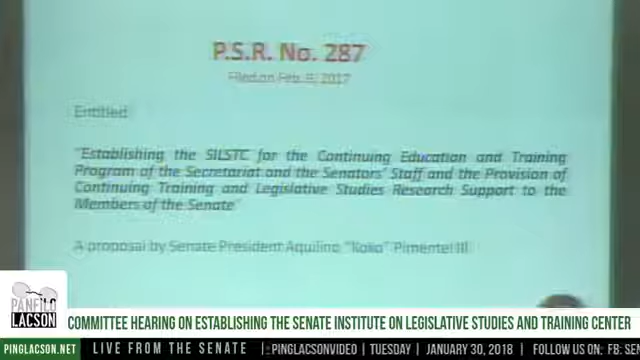 P.S.R. No. 287
Filed on Feb. 9, 2017
Entitled
"Establishing the SILSTC for the Continuing Education and Training
Program of the Secretariat and the Senators' Staff and the Provision of
Continuing Training and Legislative Studies Research Support to the
Members of the Senate"
A proposal by Senate President Aquilino "Koko" Pimentel III
PANFILO
LACSON
COMMITTEE HEARING ON ESTABLISHING THE SENATE INSTITUTE ON LEGISLATIVE STUDIES AND TRAINING CENTER
PINGLACSON.NET LIVE FROM THE SENATE |: PINGLACSONVIDEO | TUESDAY | JANUARY 30, 2018 | FOLLOW US ON: FB: SE